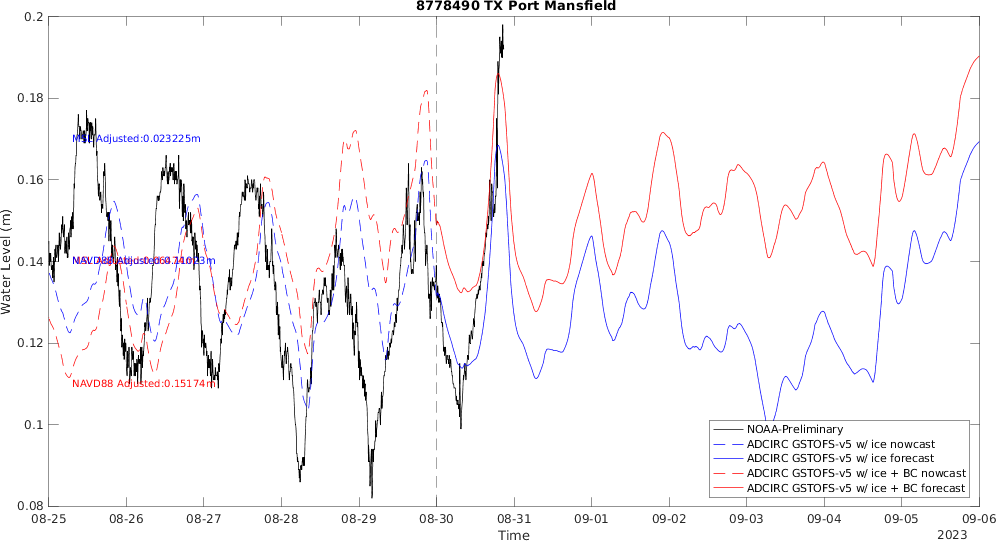 8778490 TX Port Mansfield
0.2
0.18
0.16
0.14
0.12
0.1
0.08
Water Level (m)
MSL Adjusted:0.023225m
NAVD88 Adjusted:0.15174m
08-25
08-26
08-27
08-28
08-29
08-30
08-31
09-01
09-02
09-03
09-04
09-05
09-06
Time
2023
NOAA-Preliminary
ADCIRC GSTOFS-v5 w/ ice nowcast
ADCIRC GSTOFS-v5 w/ ice forecast
ADCIRC GSTOFS-v5 w/ ice + BC nowcast
ADCIRC GSTOFS-v5 w/ ice + BC forecast